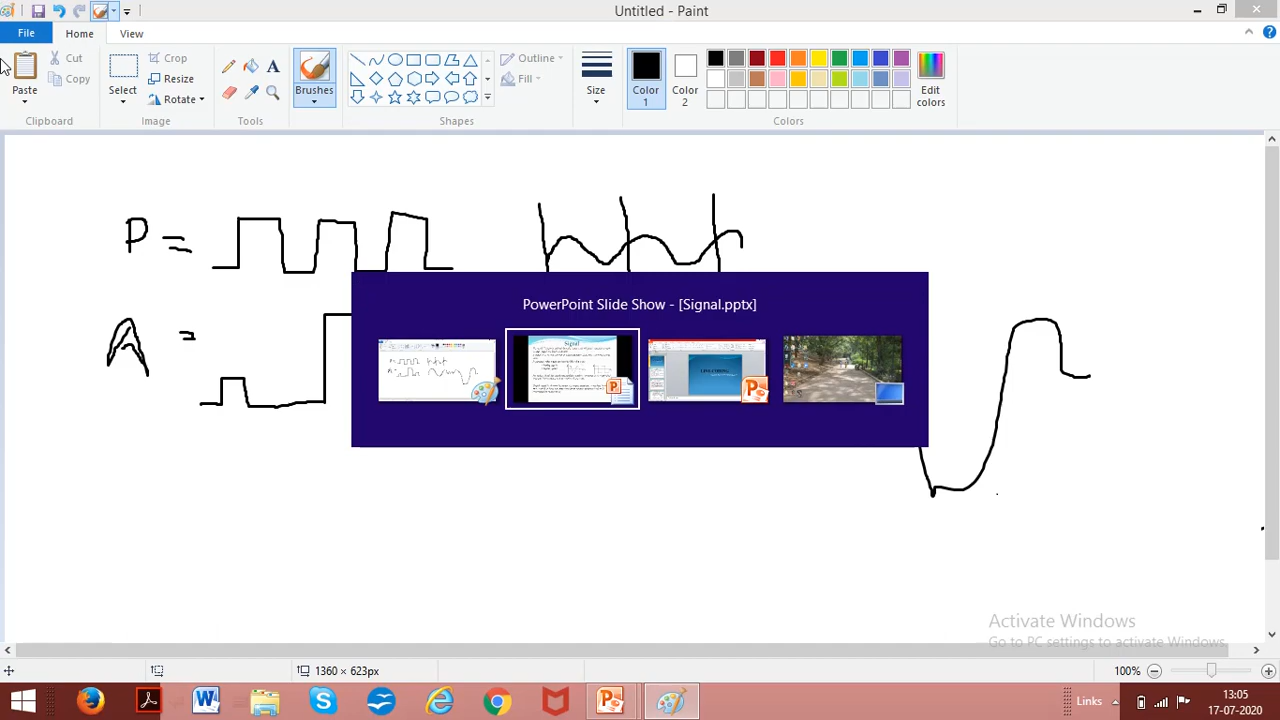 Untitled - Paint
File
Home
View
Paste
Cut
Copy
Clipboard
Select
Crop
Resize
Rotate
Image
Tools
Brushes
Outline
Fill
Shapes
Size
Color 1
Color 2
Edit colors
Colors
P =
A =
PowerPoint Slide Show - [Signal.pptx]
Signal
Activate Windows
Go to PC settings to activate Windows.
1360 × 623px
100%
Links
13:05
17-07-2020